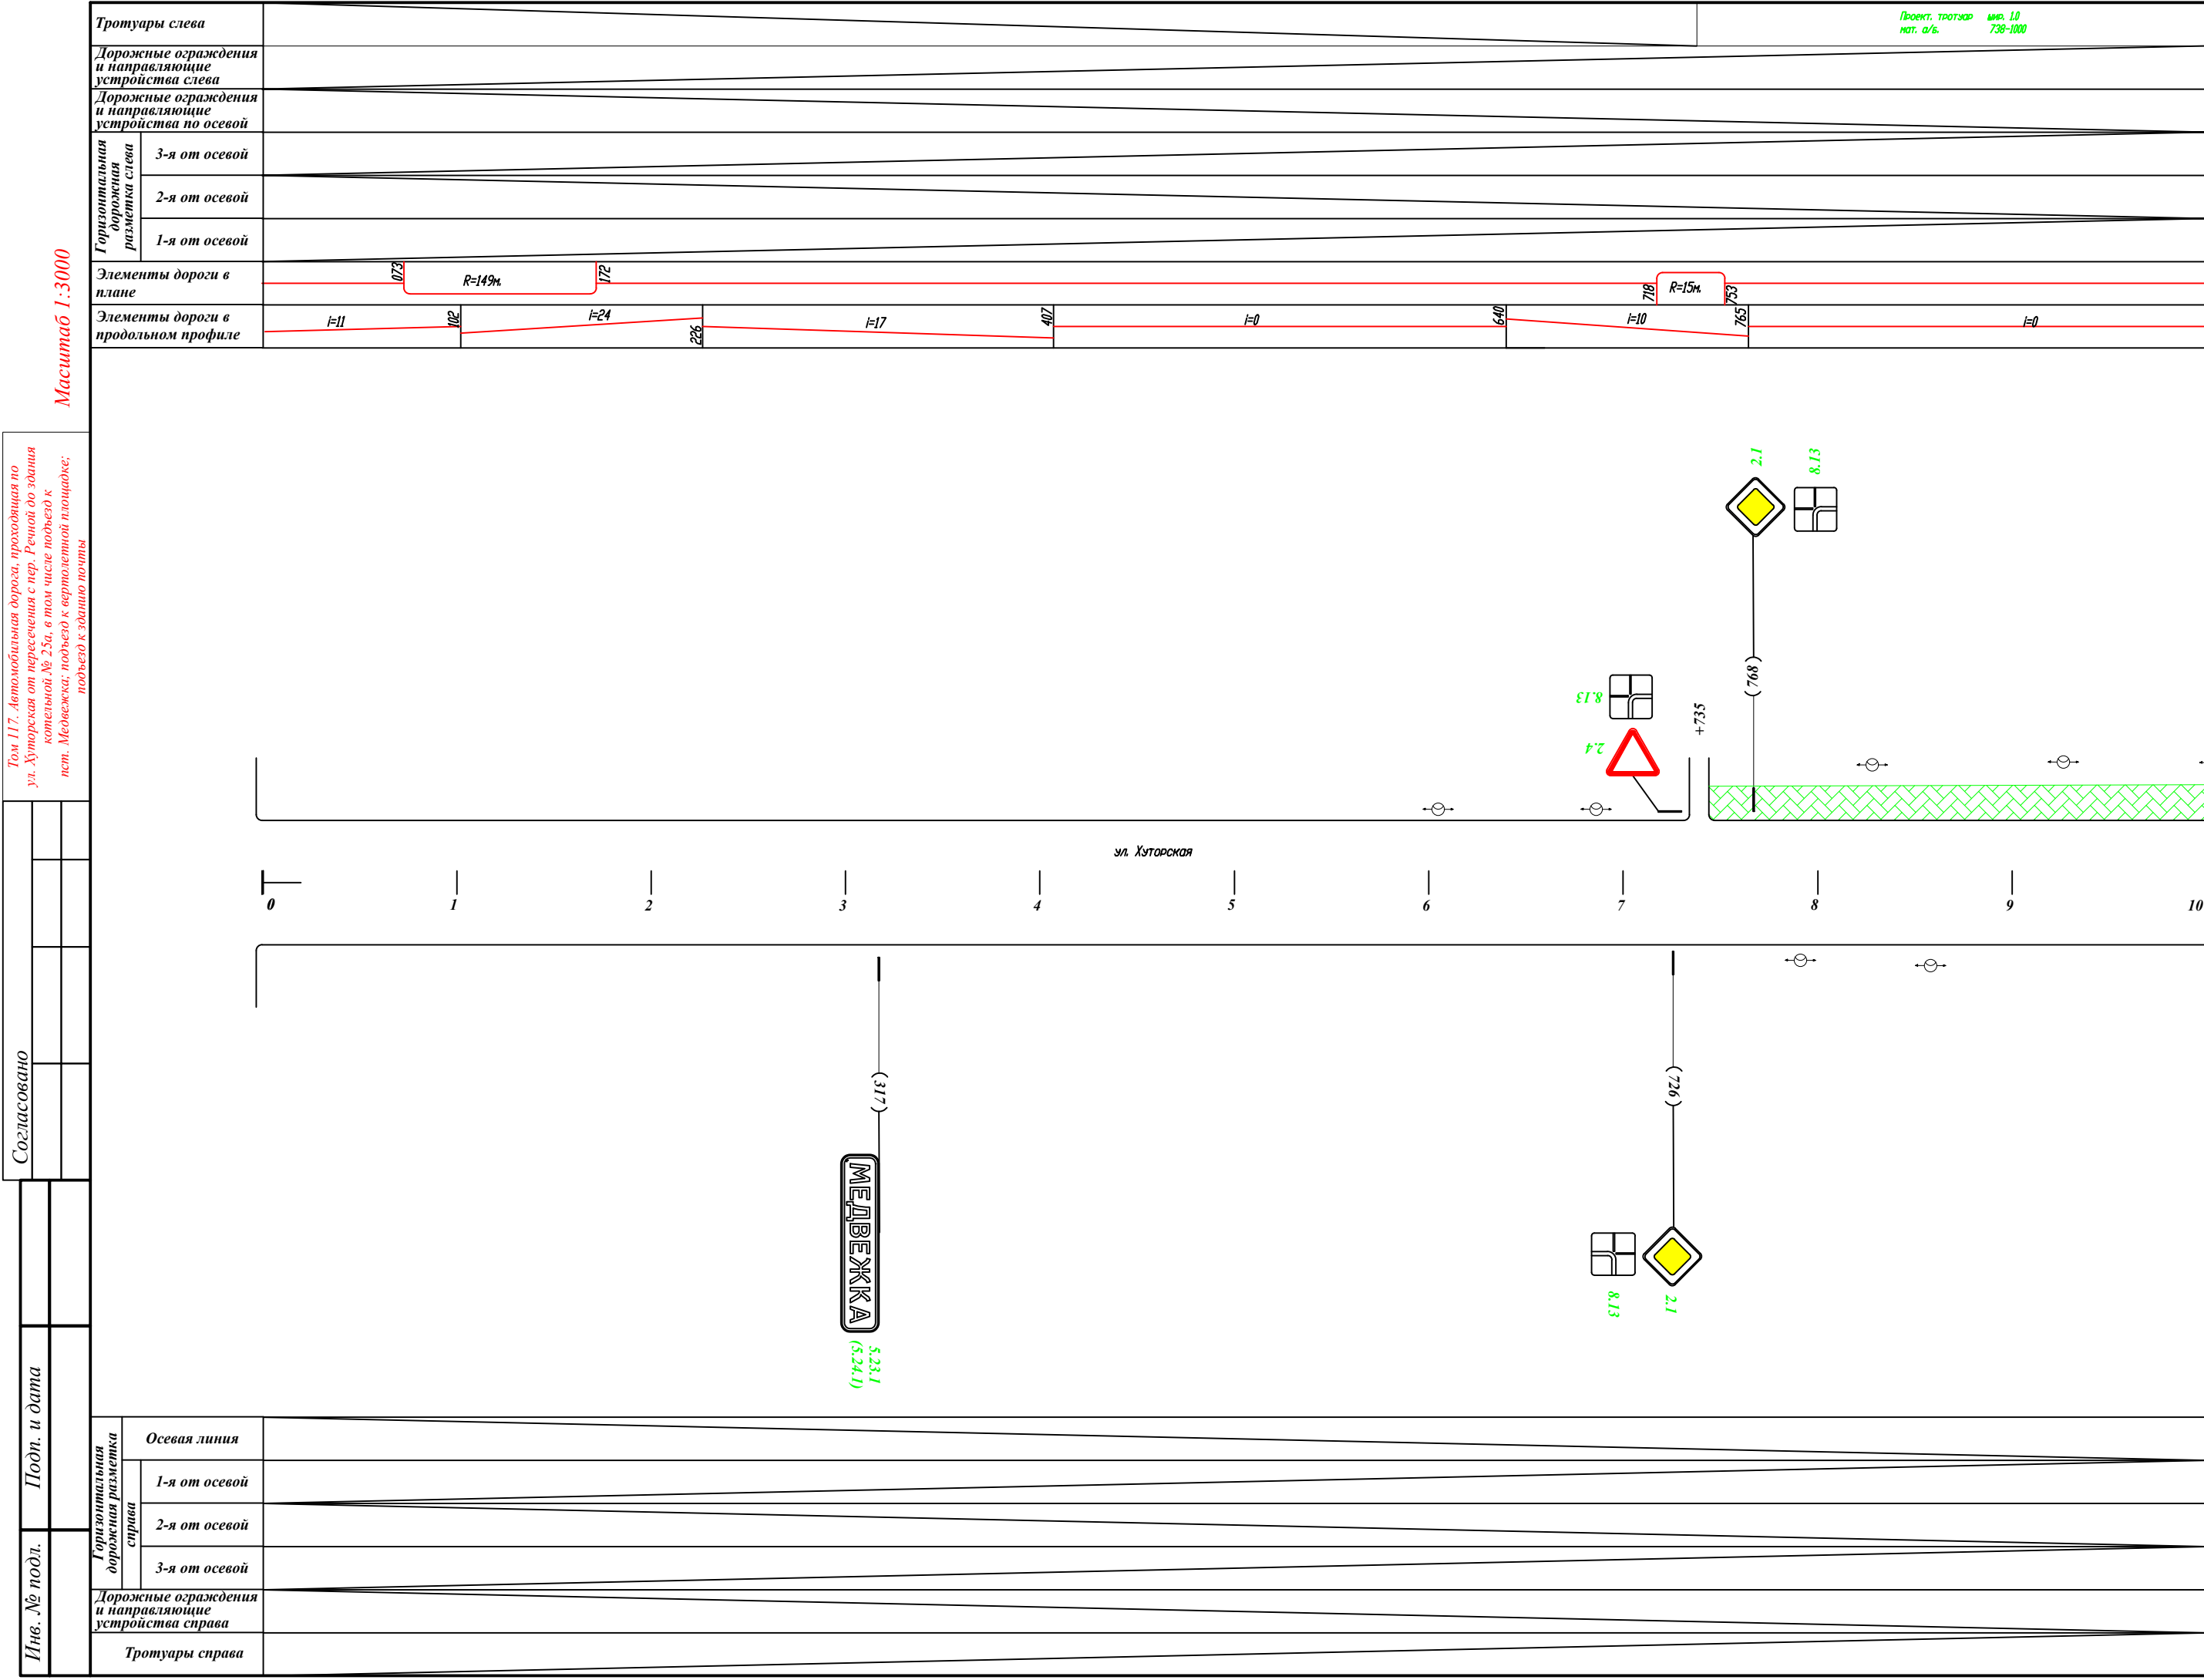 Тротуары слева
Проект. тротуар шир. 1.0
мат. а/б. 738-1000
Дорожные ограждения
и направляющие
устройства слева
Дорожные ограждения
и направляющие
устройства по осевой
Горизонтальная
дорожная
разметка слева
3-я от осевой
2-я от осевой
1-я от осевой
Элементы дороги в
плане
073
R=149м.
172
718
R=15м.
753
Элементы дороги в
продольном профиле
i=11
102
i=24
226
i=17
407
i=0
640
i=10
765
i=0
Масштаб 1:3000
Том 117. Автомобильная дорога, проходящая по
ул. Хуторская от пересечения с пер. Речной до здания
котельной № 25а, в том числе подъезд к
пст. Медвежка; подъезд к вертолетной площадке;
подъезд к зданию почты
2.1
8.13
(768)
8.13
2.4
+735
ул. Хуторская
0
1
2
3
4
5
6
7
8
9
10
(317)
МЕДВЕЖКА
5.23.1
(5.24.1)
(726)
8.13
2.1
Согласовано
Подп. и дата
Инв. № подл.
Горизонтальная
дорожная разметка
справа
Осевая линия
1-я от осевой
2-я от осевой
3-я от осевой
Дорожные ограждения
и направляющие
устройства справа
Тротуары справа